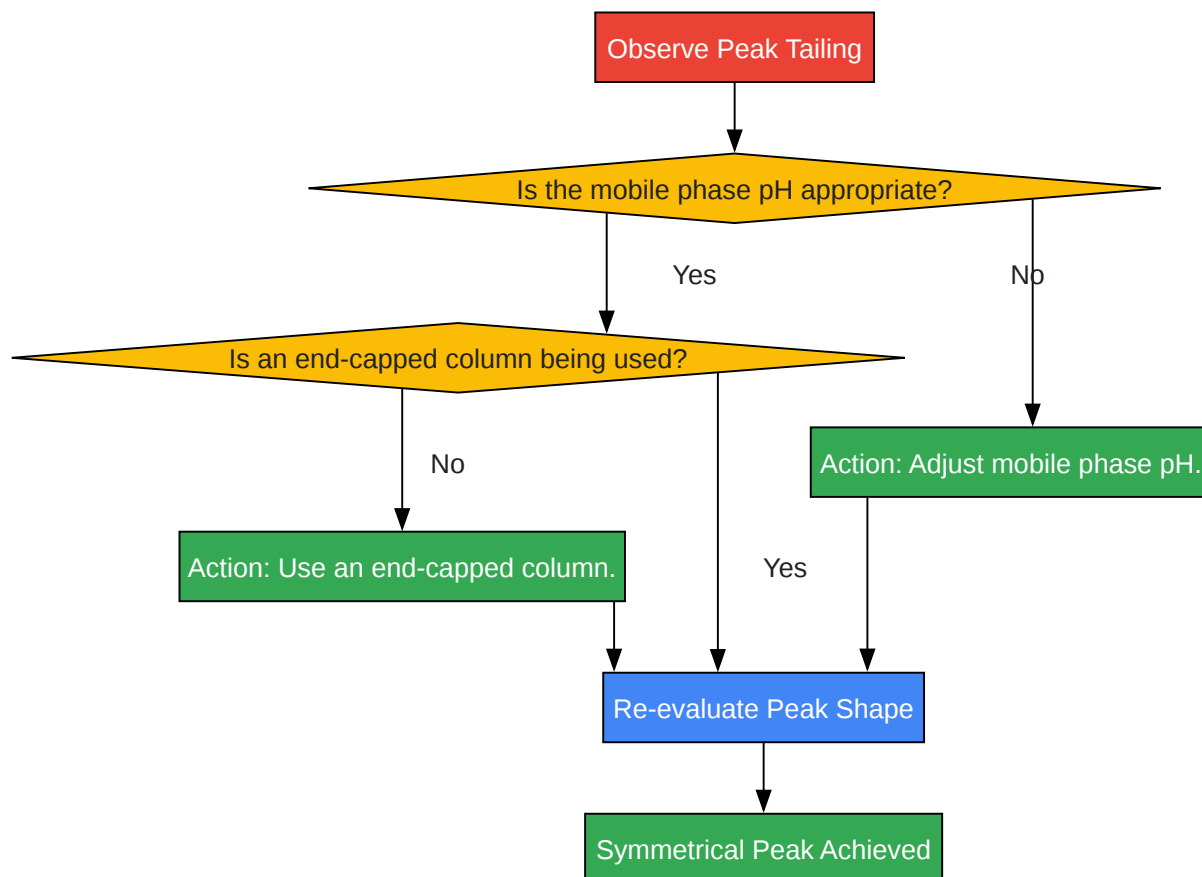 Observe Peak Tailing
Is the mobile phase pH appropriate?
Yes
No
Is an end-capped column being used?
No
Action: Adjust mobile phase pH.
Action: Use an end-capped column.
Yes
Re-evaluate Peak Shape
Symmetrical Peak Achieved